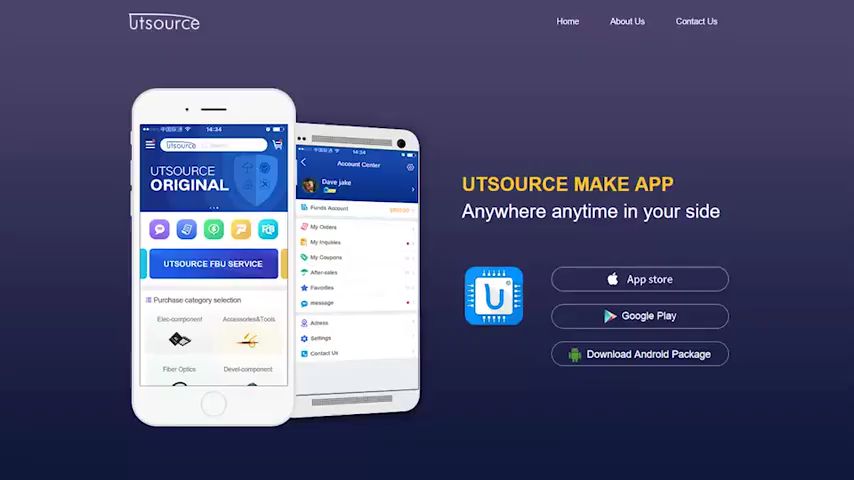 utsource
Home
About Us
Contact Us
14:34
utsource
UTSOURCE
ORIGINAL
UTSOURCE FBU SERVICE
Purchase category selection
Elec-component
Accessories&Tools
Fiber Optics
Devel-component
14:34
Account Center
Dave jake
Funds Account
My Orders
My Inquiries
My Coupons
After-sales
Favorities
message
Adress
Settings
Contact Us
UTSOURCE MAKE APP
Anywhere anytime in your side
U
App store
Google Play
Download Android Package